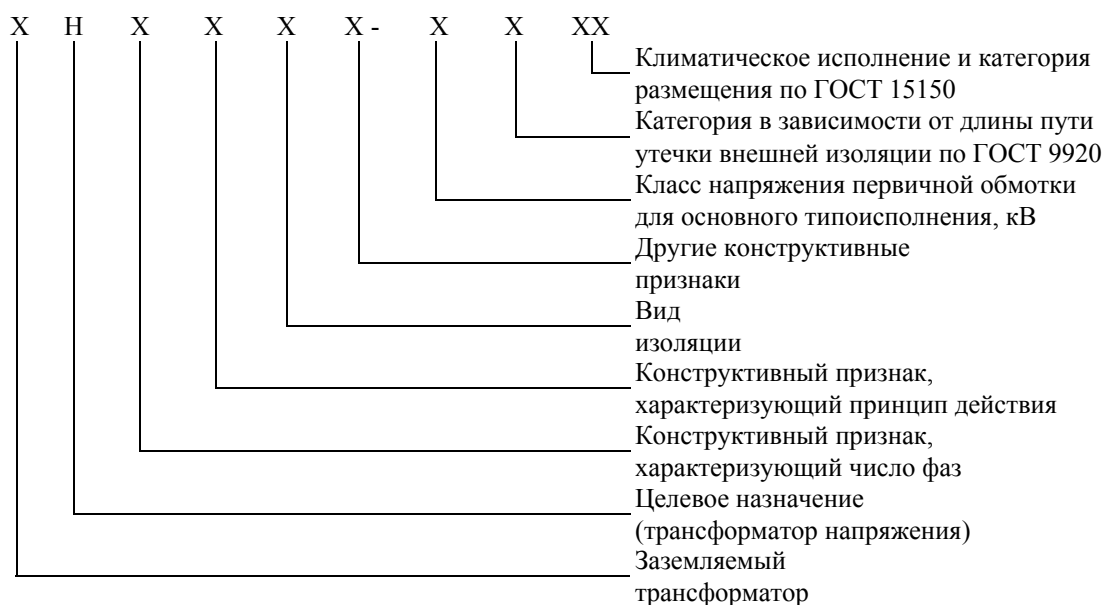 Х Н Х Х Х Х - Х Х ХХ
Климатическое исполнение и категория
размещения по ГОСТ 15150
Категория в зависимости от длины пути
утечки внешней изоляции по ГОСТ 9920
Класс напряжения первичной обмотки
для основного типоисполнения, кВ
Другие конструктивные
признаки
Вид
изоляции
Конструктивный признак,
характеризующий принцип действия
Конструктивный признак,
характеризующий число фаз
Целевое назначение
(трансформатор напряжения)
Заземляемый
трансформатор